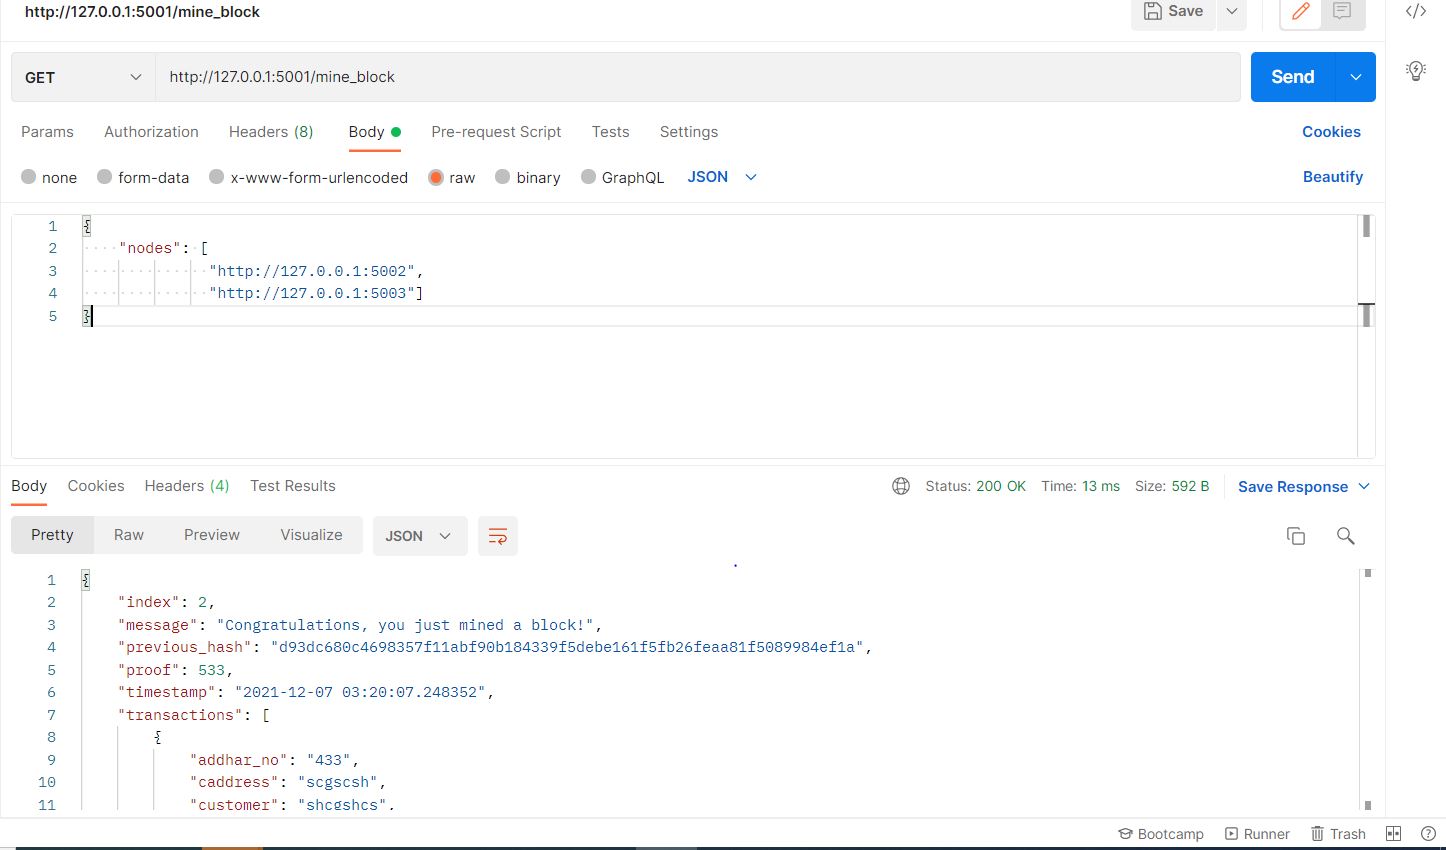 http://127.0.0.1:5001/mine_block
Save
GET http://127.0.0.1:5001/mine_block Send
Params Authorization Headers (8) Body Pre-request Script Tests Settings Cookies
none form-data x-www-form-urlencoded raw binary GraphQL JSON Beautify
1 {
2 "nodes": [
3 "http://127.0.0.1:5002",
4 "http://127.0.0.1:5003"]
5 }
Body Cookies Headers (4) Test Results Status: 200 OK Time: 13 ms Size: 592 B Save Response
Pretty Raw Preview Visualize JSON
1 {
2 "index": 2,
3 "message": "Congratulations, you just mined a block!",
4 "previous_hash": "d93dc680c4698357f11abf90b184339f5debe161f5fb26feaa81f5089984ef1a",
5 "proof": 533,
6 "timestamp": "2021-12-07 03:20:07.248352",
7 "transactions": [
8 {
9 "addhar_no": "433",
10 "caddress": "scgscsh",
11 "customer": "shcgshcs",
Bootcamp Runner Trash